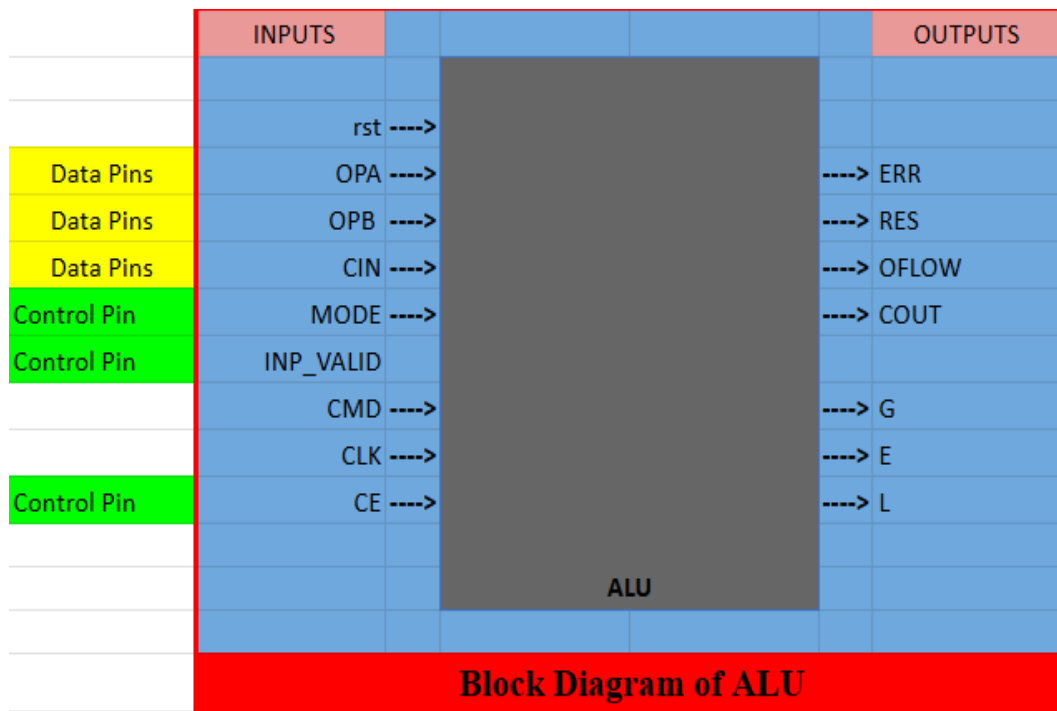 INPUTS OUTPUTS
rst ---->
Data Pins OPA ----> ----> ERR
Data Pins OPB ----> ----> RES
Data Pins CIN ----> ----> OFLOW
Control Pin MODE ----> ----> COUT
Control Pin INP_VALID
CMD ----> ----> G
CLK ----> ----> E
Control Pin CE ----> ----> L
ALU
Block Diagram of ALU